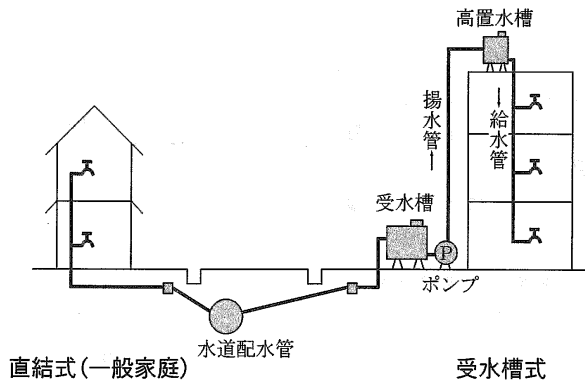 高置水槽
揚水管
給水管
受水槽
P
ポンプ
水道配水管
直結式(一般家庭)
受水槽式